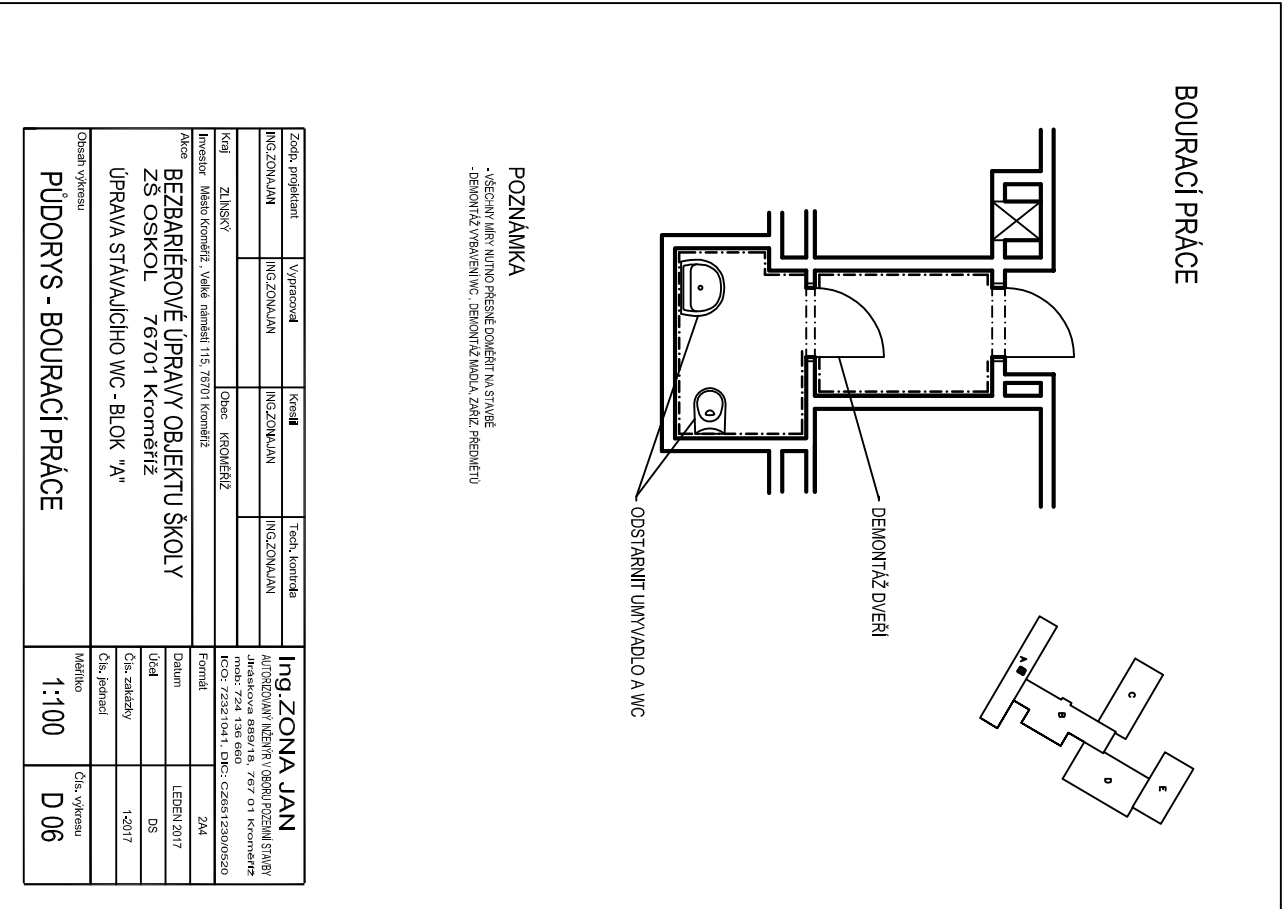 BOURACÍ PRÁCE
A
B
C
D
E
DEMONTÁŽ DVEŘÍ
ODSTARNIT UMYVADLO A WC
POZNÁMKA
- VŠECHNY MÍRY NUTNO PŘESNĚ DOMĚŘIT NA STAVBĚ
- DEMONTÁŽ VYBAVENÍ WC , DEMONTÁŽ MADLA, ZAŘIZ. PŘEDMĚTŮ
Zodp. projektant Vypracoval Kreslil Tech. kontrola
ING.ZONAJAN ING.ZONAJAN ING.ZONAJAN ING.ZONAJAN
Kraj ZLÍNSKÝ Obec KROMĚŘÍŽ
Investor Město Kroměříž , Velké náměstí 115, 76701 Kroměříž
Akce BEZBARIÉROVÉ ÚPRAVY OBJEKTU ŠKOLY
ZŠ OSKOL 76701 Kroměříž
ÚPRAVA STÁVAJÍCÍHO WC - BLOK "A"
Obsah výkresu
PŮDORYS - BOURACÍ PRÁCE
Ing.ZONA JAN
AUTORIZOVANÝ INŽENÝR V OBORU POZEMNÍ STAVBY
Jiráskova 889/18, 767 01 Kroměříž
mob: 724 136 660
ICO: 72321041, DIC: CZ6512300520
Formát 2A4
Datum LEDEN 2017
Účel DS
Čís. zakázky 1-2017
Čís. jednací
Měřítko Čís. výkresu
1:100 D 06